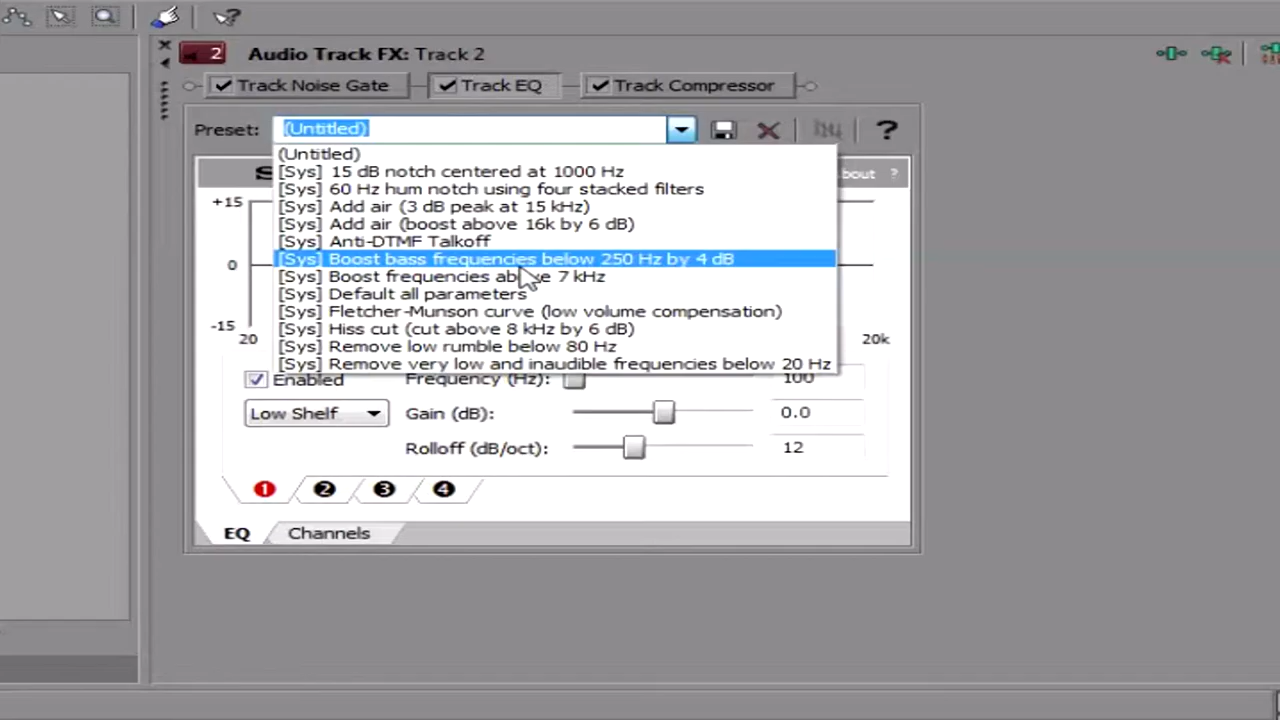 2 Audio Track FX: Track 2
Track Noise Gate Track EQ Track Compressor
Preset: (Untitled) ?
(Untitled)
[Sys] 15 dB notch centered at 1000 Hz
[Sys] 60 Hz hum notch using four stacked filters
[Sys] Add air (3 dB peak at 15 kHz)
[Sys] Add air (boost above 16k by 6 dB)
[Sys] Anti-DTMF Talkoff
[Sys] Boost bass frequencies below 250 Hz by 4 dB
[Sys] Boost frequencies above 7 kHz
[Sys] Default all parameters
[Sys] Fletcher-Munson curve (low volume compensation)
[Sys] Hiss cut (cut above 8 kHz by 6 dB)
[Sys] Remove low rumble below 80 Hz
[Sys] Remove very low and inaudible frequencies below 20 Hz
S bout ?
+15
0
-15
20 20k
Enabled Frequency (Hz): 100
Low Shelf Gain (dB): 0.0
Rolloff (dB/oct): 12
1 2 3 4
EQ Channels